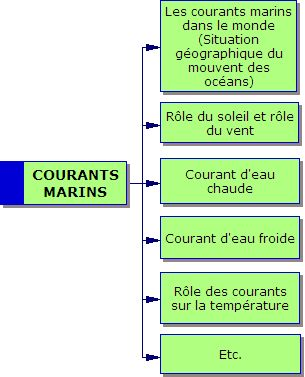 Les courants marins
dans le monde
(Situation
géographique du
mouvent des
océans)
Rôle du soleil et rôle
du vent
COURANTS
MARINS
Courant d'eau
chaude
Courant d'eau froide
Rôle des courants
sur la température
Etc.